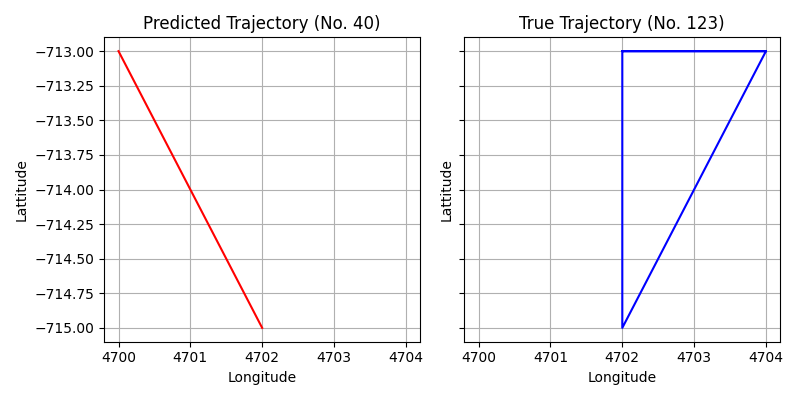 Predicted Trajectory (No. 40)
True Trajectory (No. 123)
Lattitude
−713.00
−713.25
−713.50
−713.75
−714.00
−714.25
−714.50
−714.75
−715.00
4700 4701 4702 4703 4704
Longitude
Lattitude
4700 4701 4702 4703 4704
Longitude